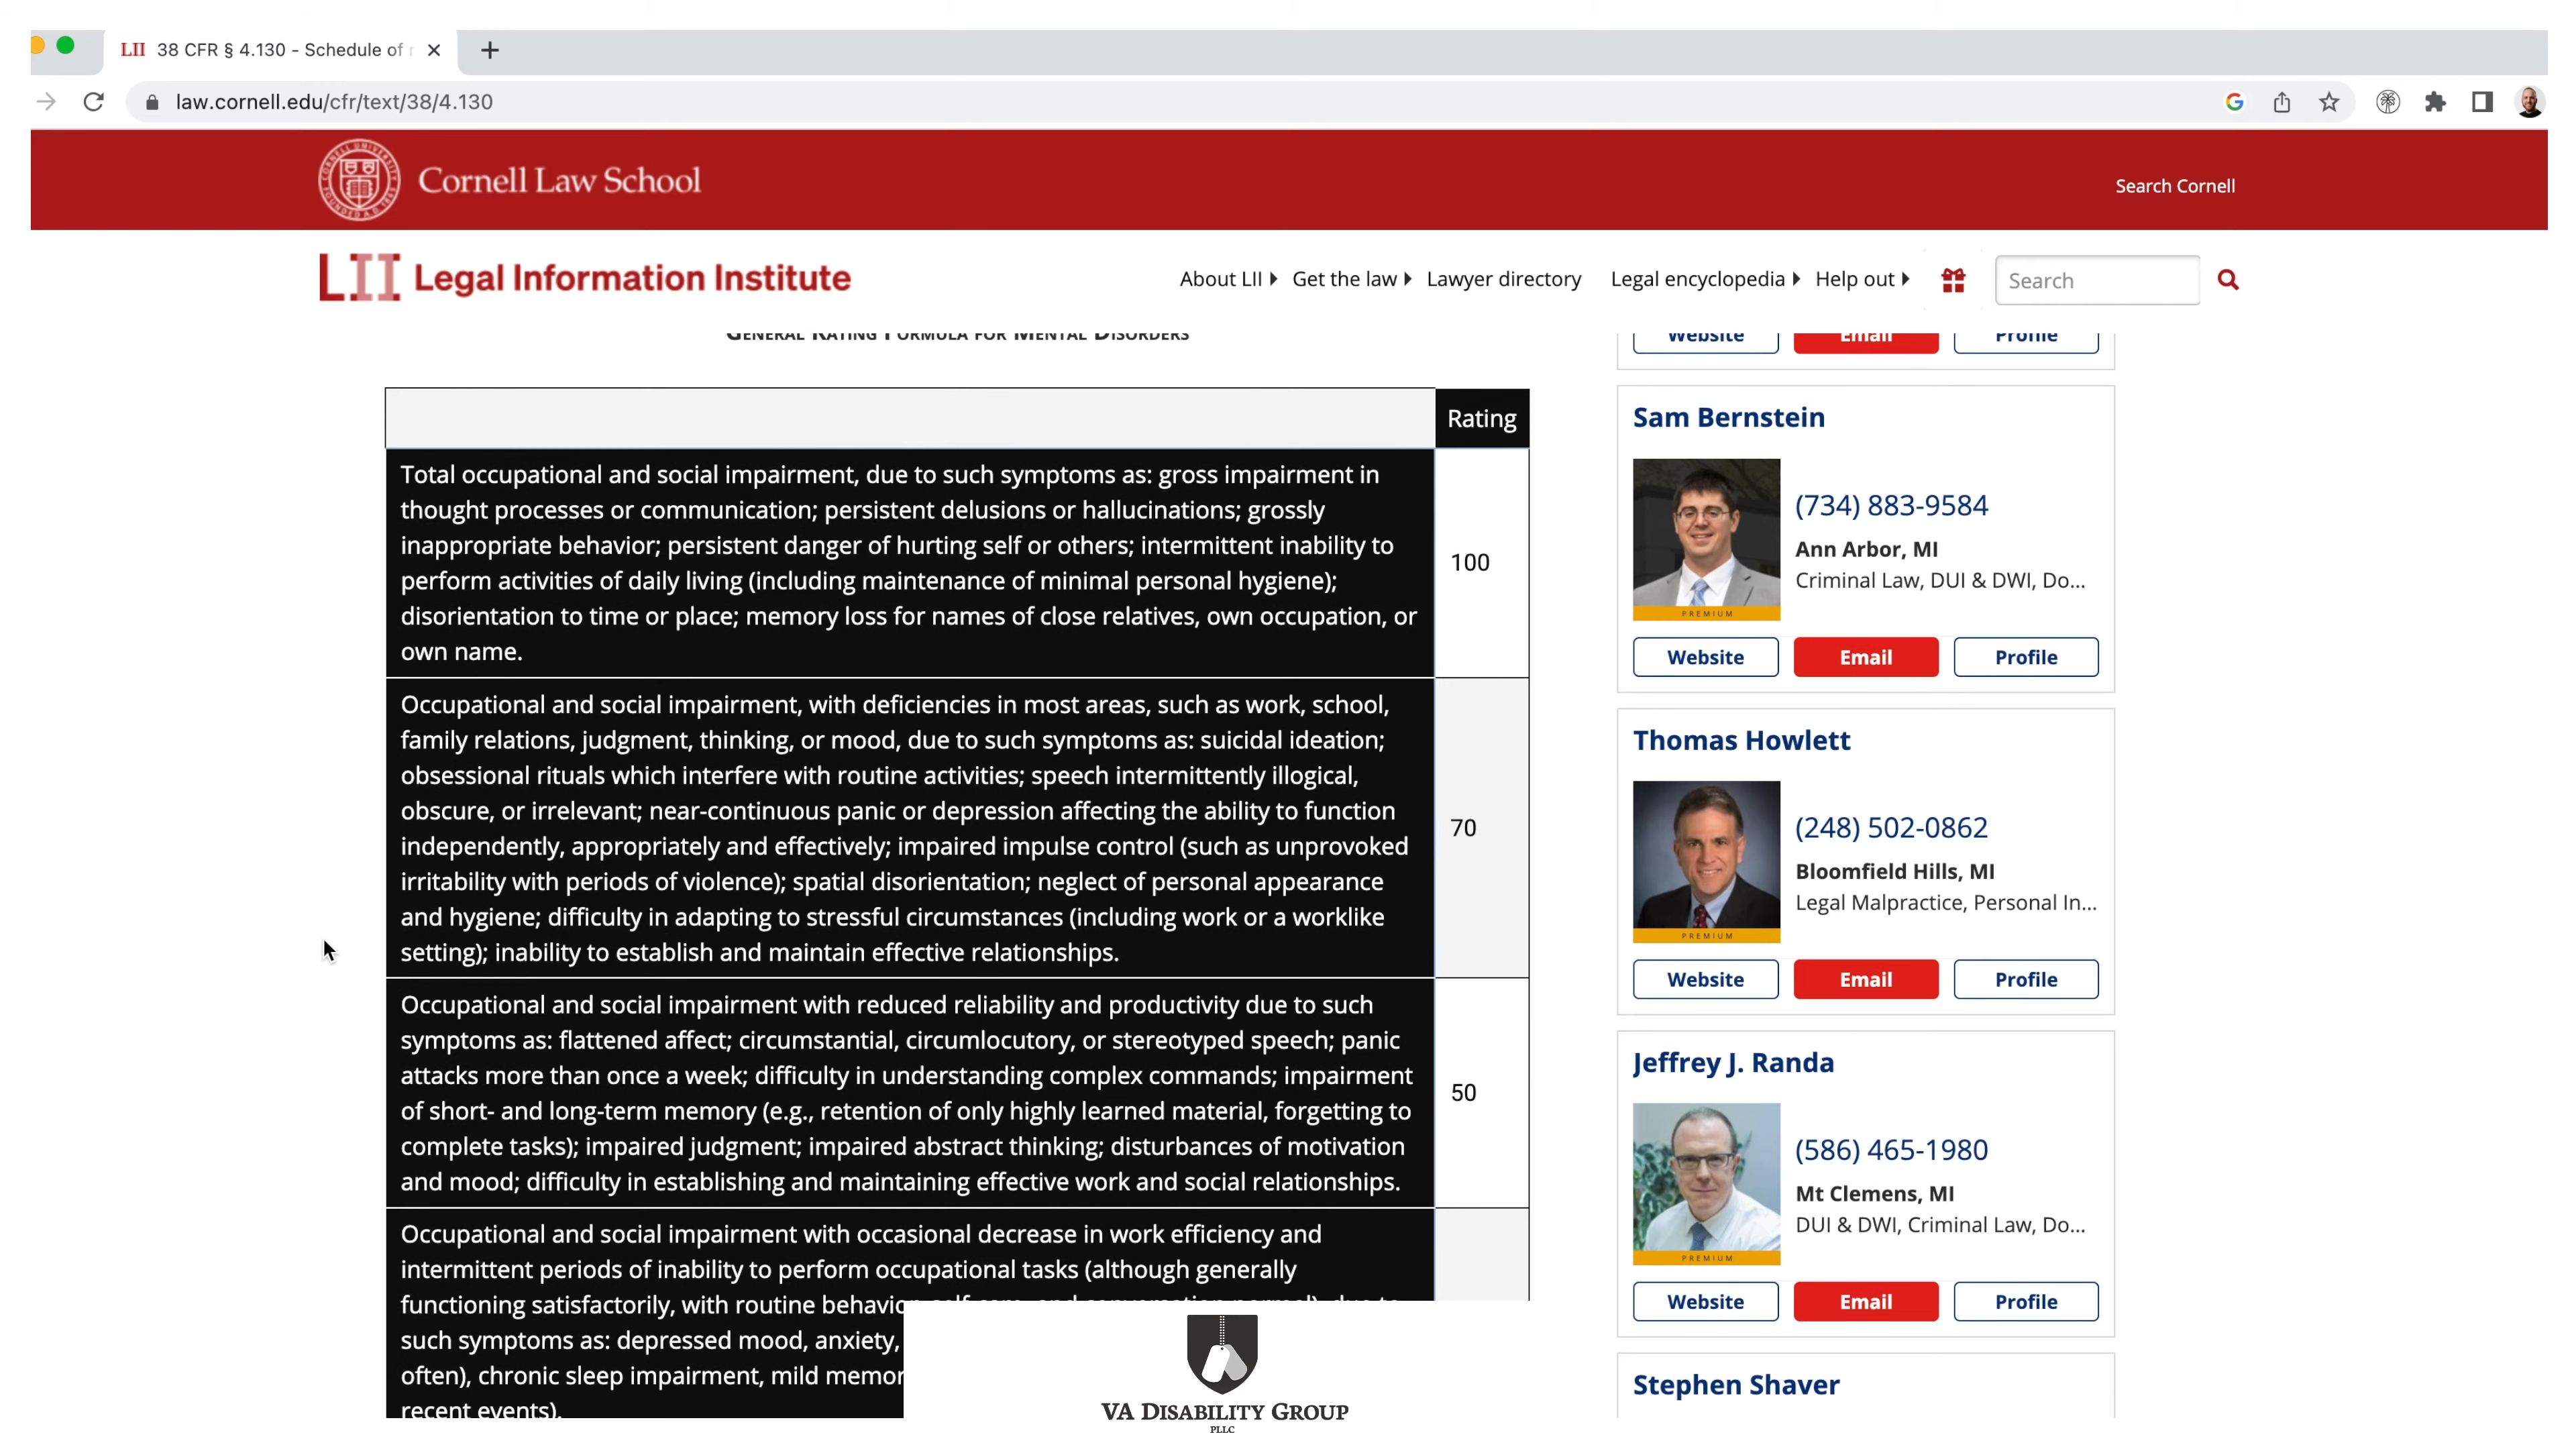 LII 38 CFR § 4.130 - Schedule of
law.cornell.edu/cfr/text/38/4.130
Cornell Law School
Search Cornell
LII Legal Information Institute
About LII Get the law Lawyer directory Legal encyclopedia Help out Search
General Rating Formula for Mental Disorders
Rating
Total occupational and social impairment, due to such symptoms as: gross impairment in
thought processes or communication; persistent delusions or hallucinations; grossly
inappropriate behavior; persistent danger of hurting self or others; intermittent inability to
perform activities of daily living (including maintenance of minimal personal hygiene);
disorientation to time or place; memory loss for names of close relatives, own occupation, or
own name.
100
Occupational and social impairment, with deficiencies in most areas, such as work, school,
family relations, judgment, thinking, or mood, due to such symptoms as: suicidal ideation;
obsessional rituals which interfere with routine activities; speech intermittently illogical,
obscure, or irrelevant; near-continuous panic or depression affecting the ability to function
independently, appropriately and effectively; impaired impulse control (such as unprovoked
irritability with periods of violence); spatial disorientation; neglect of personal appearance
and hygiene; difficulty in adapting to stressful circumstances (including work or a worklike
setting); inability to establish and maintain effective relationships.
70
Occupational and social impairment with reduced reliability and productivity due to such
symptoms as: flattened affect; circumstantial, circumlocutory, or stereotyped speech; panic
attacks more than once a week; difficulty in understanding complex commands; impairment
of short- and long-term memory (e.g., retention of only highly learned material, forgetting to
complete tasks); impaired judgment; impaired abstract thinking; disturbances of motivation
and mood; difficulty in establishing and maintaining effective work and social relationships.
50
Occupational and social impairment with occasional decrease in work efficiency and
intermittent periods of inability to perform occupational tasks (although generally
functioning satisfactorily, with routine
such symptoms as: depressed mood, anxiety,
often), chronic sleep impairment, mild
recent events).
Website Email Profile
Sam Bernstein
(734) 883-9584
Ann Arbor, MI
Criminal Law, DUI & DWI, Do...
PREMIUM
Website Email Profile
Thomas Howlett
(248) 502-0862
Bloomfield Hills, MI
Legal Malpractice, Personal In...
PREMIUM
Website Email Profile
Jeffrey J. Randa
(586) 465-1980
Mt Clemens, MI
DUI & DWI, Criminal Law, Do...
PREMIUM
Website Email Profile
Stephen Shaver
VA Disability Group
PLLC